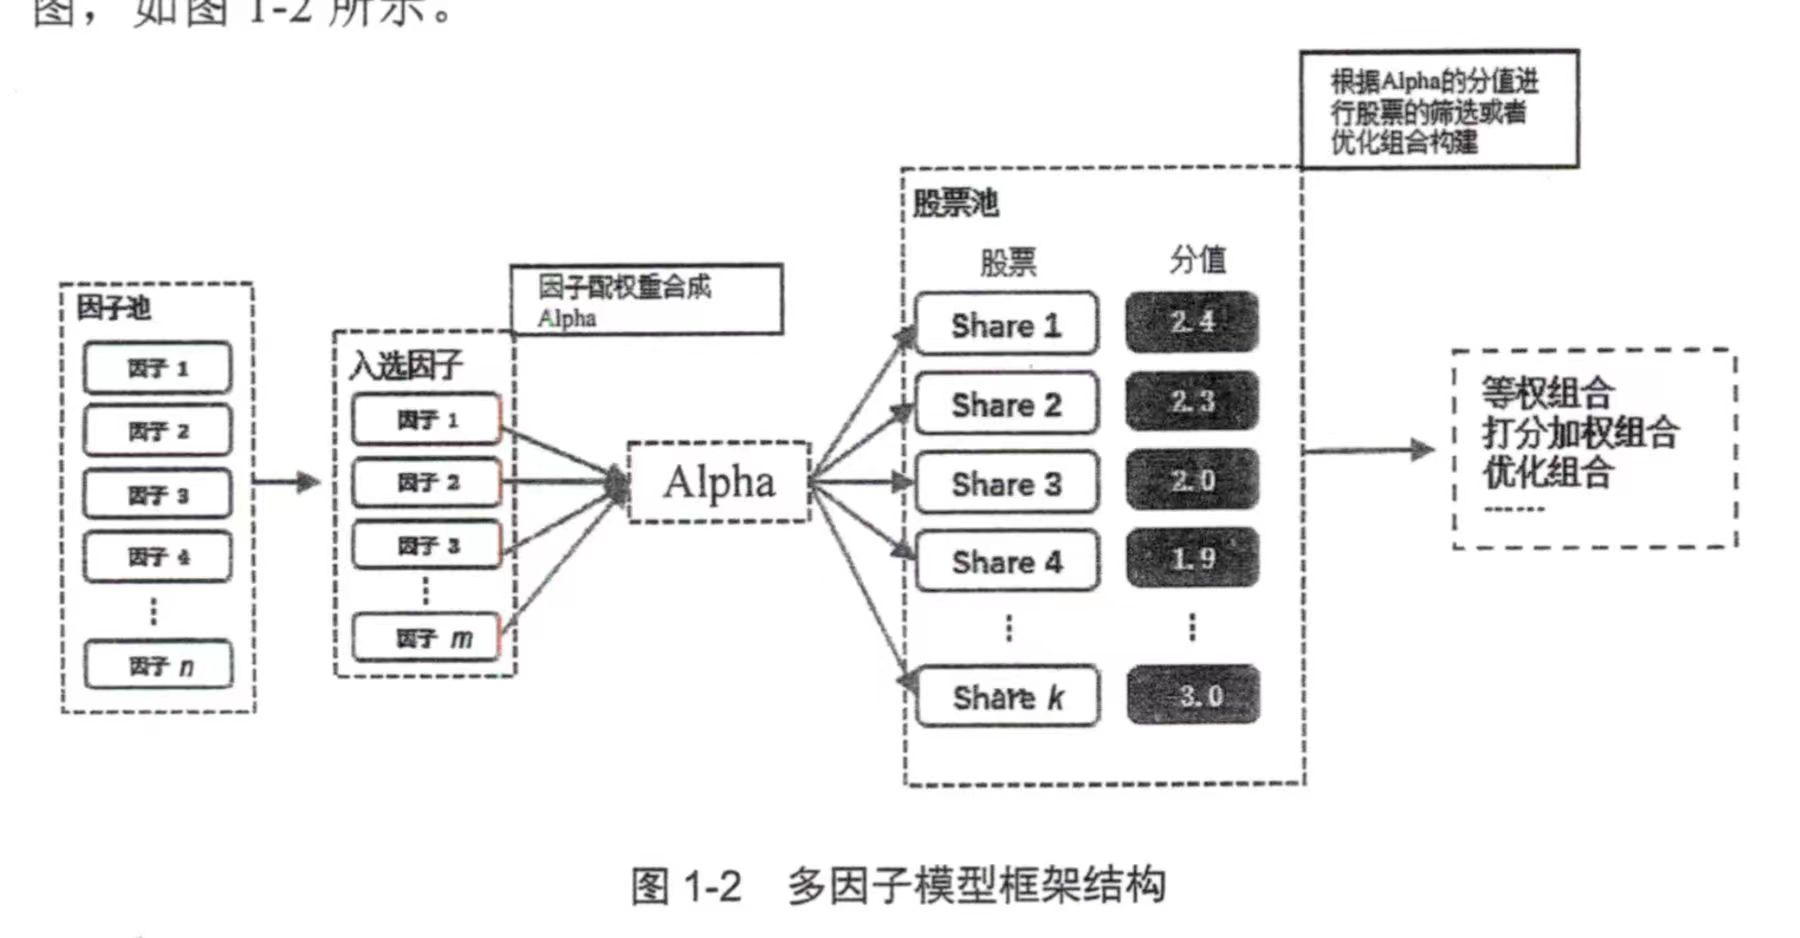 图，如图 1-2 所示。
根据Alpha的分值进
行股票的筛选或者
优化组合构建
因子池
因子 1
因子 2
因子 3
因子 4
因子 n
因子配权重合成
Alpha
入选因子
因子 1
因子 2
因子 3
因子 m
Alpha
股票池
股票 分值
Share 1 2.4
Share 2 2.3
Share 3 2.0
Share 4 1.9
Share k -3.0
等权组合
打分加权组合
优化组合
······
图 1-2 多因子模型框架结构